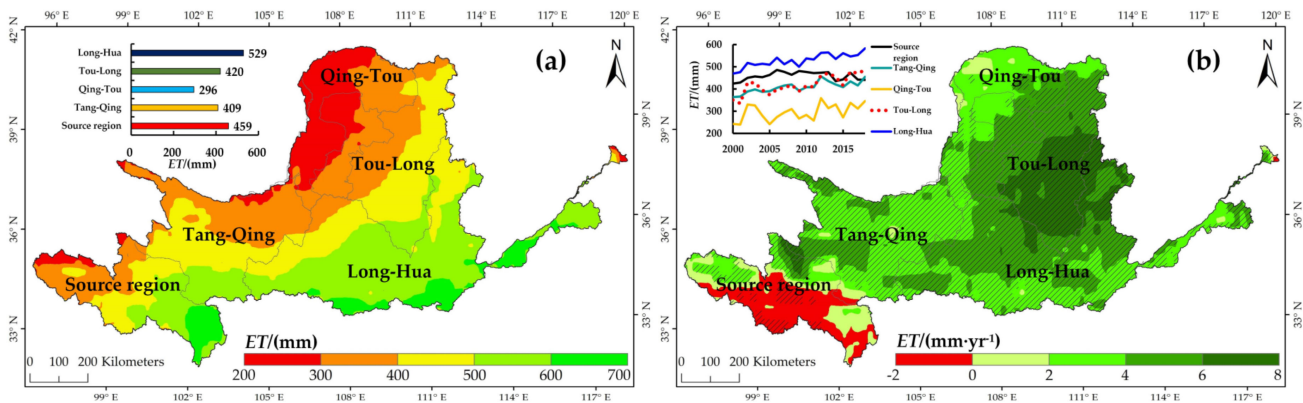 96° E 99° E 102° E 105° E 108° E 111° E 114° E 117° E 120° E
42° N
39° N
36° N
33° N
Long-Hua 529
Tou-Long 420
Qing-Tou 296
Tang-Qing 409
Source region 459
0 200 400 600
ET/(mm)
(a)
N
Qing-Tou
Tou-Long
Tang-Qing
Long-Hua
Source region
0 100 200 Kilometers
ET/(mm)
200 300 400 500 600 700
99° E 102° E 105° E 108° E 111° E 114° E 117° E
39° N
36° N
33° N
96° E 99° E 102° E 105° E 108° E 111° E 114° E 117° E 120° E
42° N
39° N
36° N
33° N
ET/(mm)
600
500
400
300
200
2000 2005 2010 2015
Source
region
Tang-Qing
Qing-Tou
Tou-Long
Long-Hua
(b)
N
Qing-Tou
Tou-Long
Tang-Qing
Long-Hua
Source region
0 100 200 Kilometers
ET/(mm·yr⁻¹)
-2 0 2 4 6 8
99° E 102° E 105° E 108° E 111° E 114° E 117° E
39° N
36° N
33° N